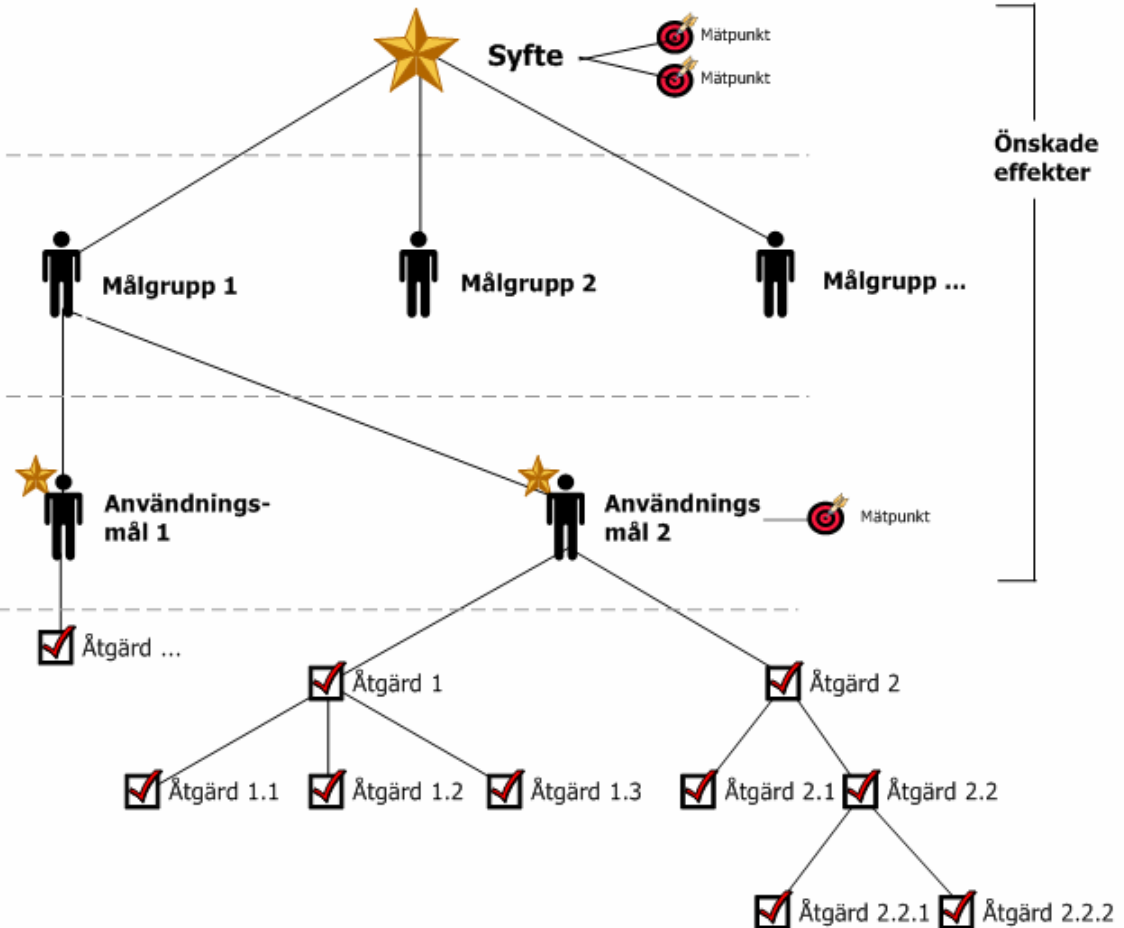 Syfte
Mätpunkt
Mätpunkt
Önskade
effekter
Målgrupp 1
Målgrupp 2
Målgrupp ...
Användnings-
mål 1
Användnings
mål 2
Mätpunkt
Åtgärd ...
Åtgärd 1
Åtgärd 2
Åtgärd 1.1
Åtgärd 1.2
Åtgärd 1.3
Åtgärd 2.1
Åtgärd 2.2
Åtgärd 2.2.1
Åtgärd 2.2.2